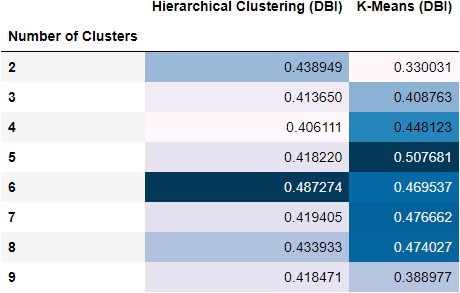 Hierarchical Clustering (DBI) K-Means (DBI)
Number of Clusters
2 0.438949 0.330031
3 0.413650 0.408763
4 0.406111 0.448123
5 0.418220 0.507681
6 0.487274 0.469537
7 0.419405 0.476662
8 0.433933 0.474027
9 0.418471 0.388977